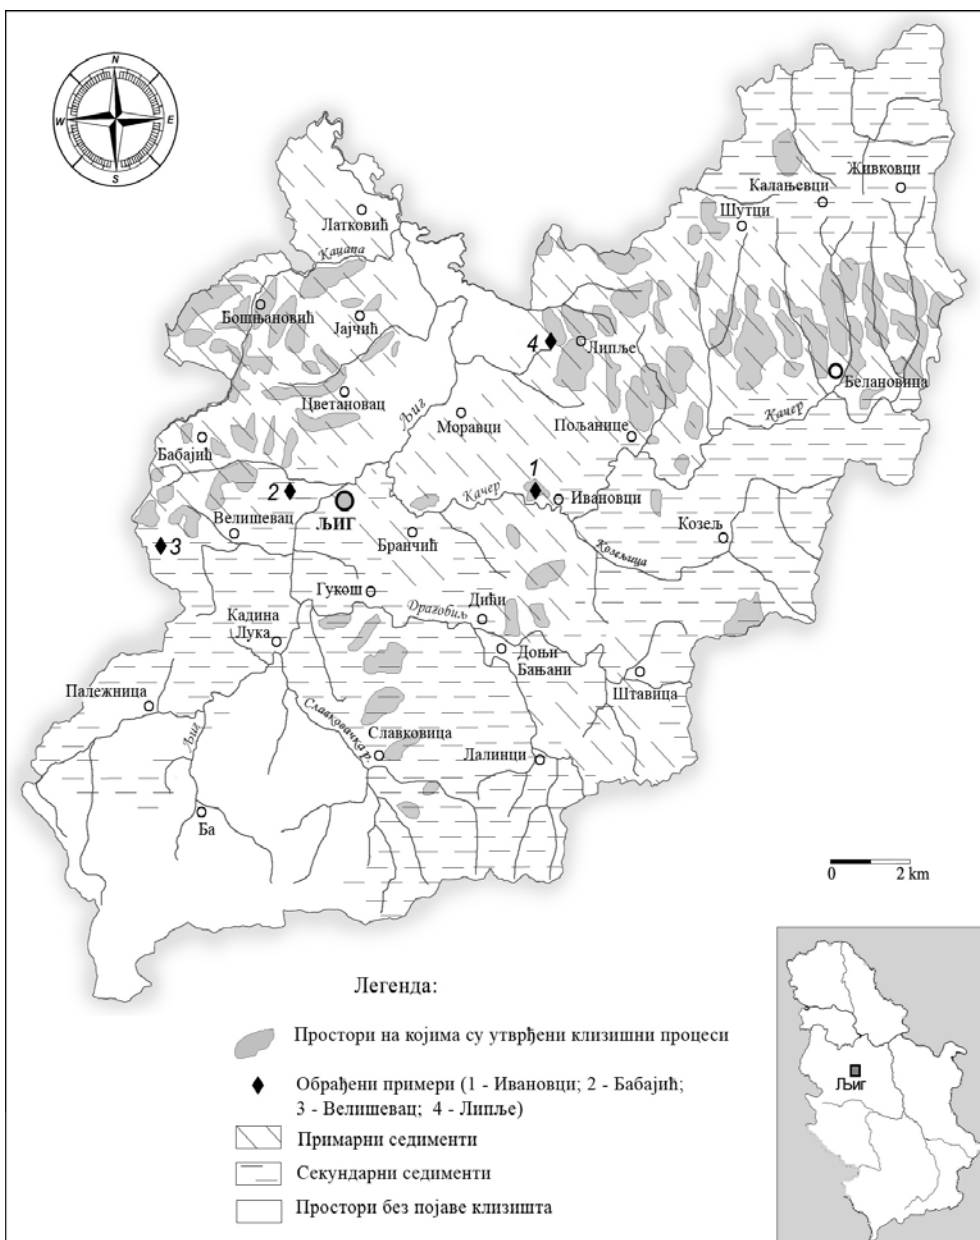 N
W
E
S
Живковци
Калањевци
Шутци
Латковић
Кацапа
Бошњановић
Јајчић
4
Липље
Белановица
Цветановац
Љиг
Моравци
Качер
Пољанице
Бабајић
1
2
Качер
Ивановци
ЉИГ
Велишевац
Бранчић
Козељ
3
Козељица
Гукош
Дићи
Драгобиљ
Кадина
Лука
Доњи
Бањани
Штавица
Палежница
Љиг
Славковачка р.
Славковица
Лалинци
Ба
0
2 km
Легенда:
Простори на којима су утврђени клизишни процеси
Обрађени примери (1 - Ивановци; 2 - Бабајић;
3 - Велишевац; 4 - Липље)
Примарни седименти
Секундарни седименти
Простори без појаве клизишта
Љиг